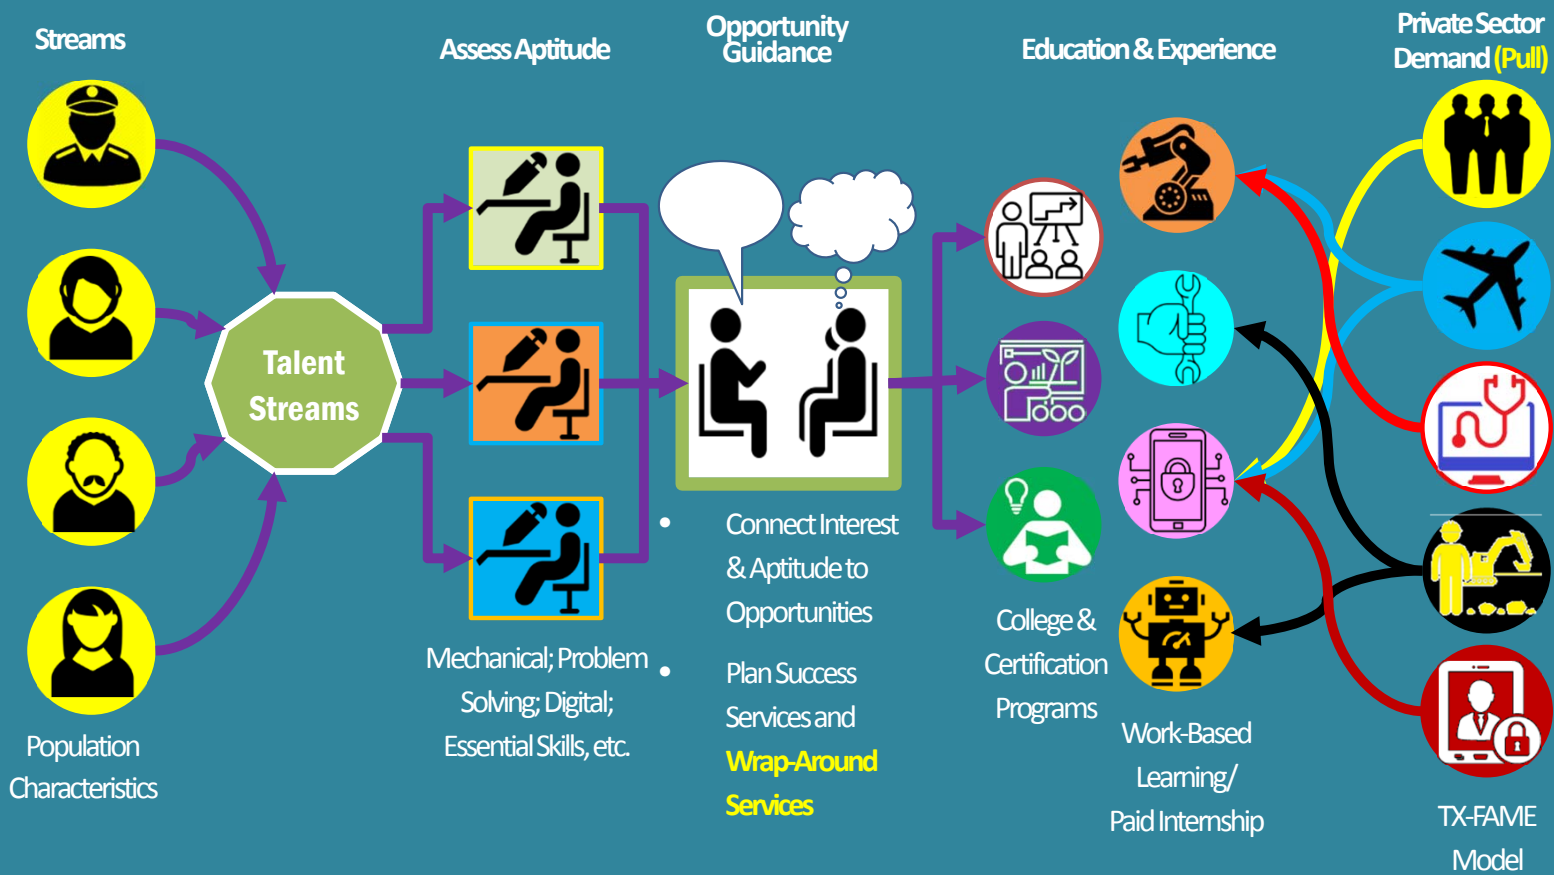 Streams
Assess Aptitude
Opportunity
Guidance
Education & Experience
Private Sector
Demand (Pull)
Talent
Streams
Population
Characteristics
Mechanical; Problem
Solving; Digital;
Essential Skills, etc.
• Connect Interest
& Aptitude to
Opportunities
• Plan Success
Services and
Wrap-Around
Services
College &
Certification
Programs
Work-Based
Learning/
Paid Internship
TX-FAME
Model